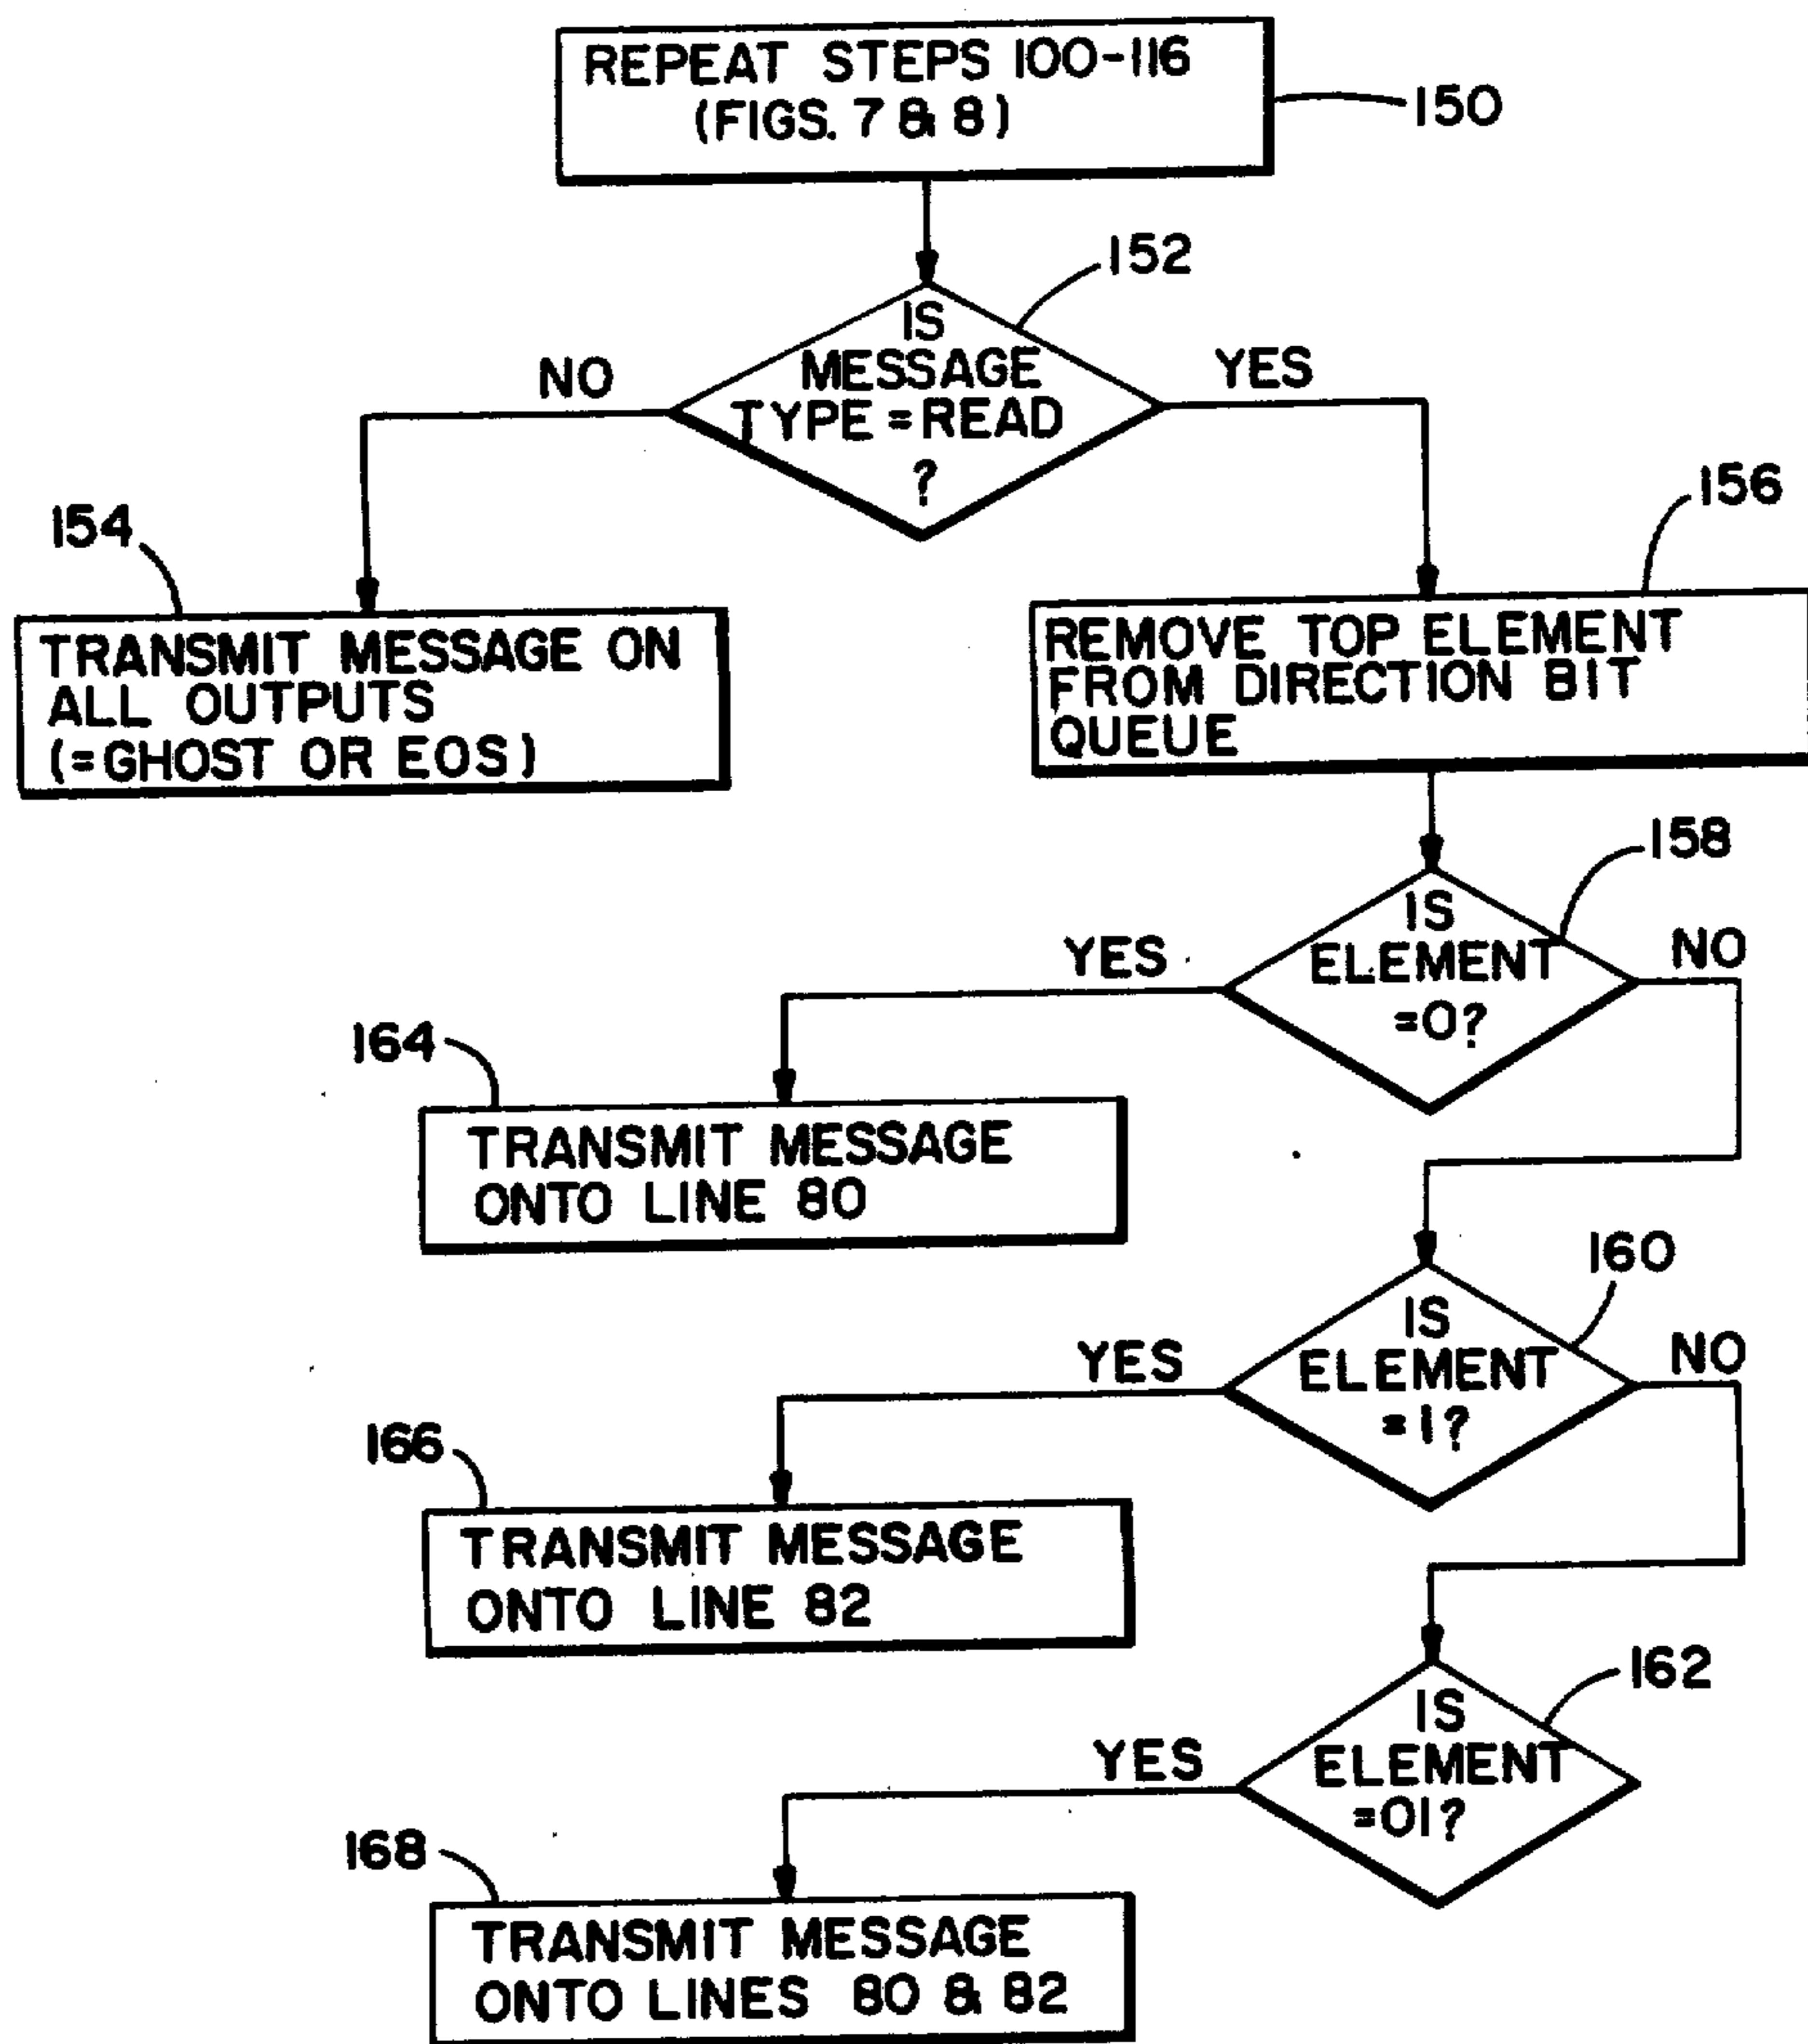 REPEAT STEPS 100-116
(FIGS. 7 & 8)
150
152
IS
MESSAGE
TYPE=READ
?
NO
YES
154
156
TRANSMIT MESSAGE ON
ALL OUTPUTS
(=GHOST OR EOS)
REMOVE TOP ELEMENT
FROM DIRECTION BIT
QUEUE
158
IS
ELEMENT
=0?
YES
NO
164
TRANSMIT MESSAGE
ONTO LINE 80
160
IS
ELEMENT
=1?
YES
NO
166
TRANSMIT MESSAGE
ONTO LINE 82
162
IS
ELEMENT
=01?
YES
168
TRANSMIT MESSAGE
ONTO LINES 80 & 82